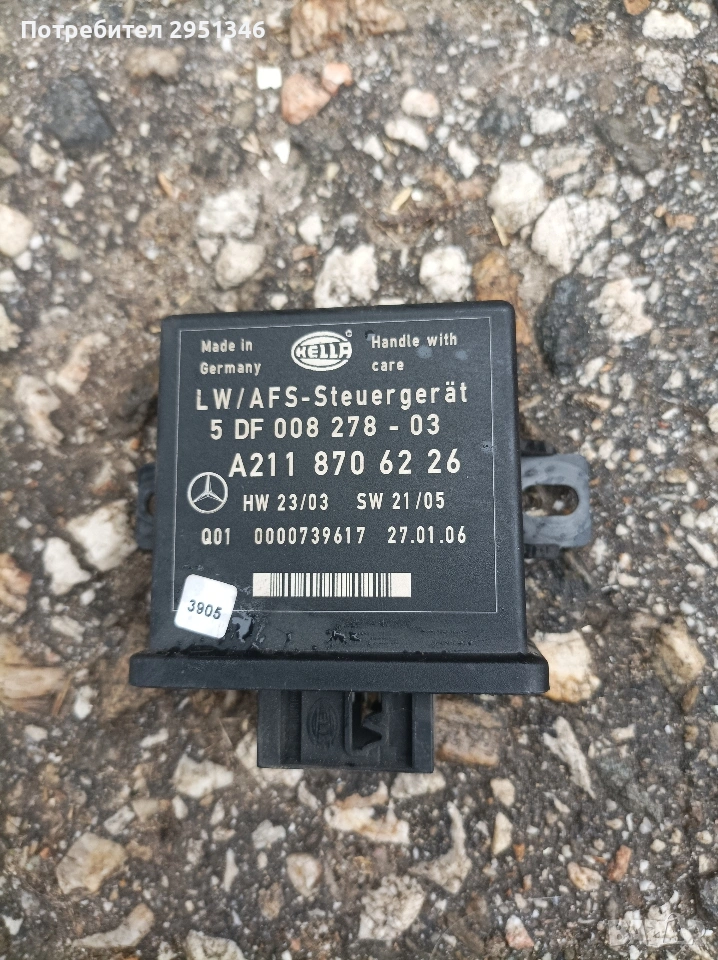 Потребител 2951346
Made in
Germany
HELLA
Handle with
care
LW/AFS-Steuergerät
5 DF 008 278 - 03
A211 870 62 26
HW 23/03 SW 21/05
Q01 0000739617 27.01.06
3905